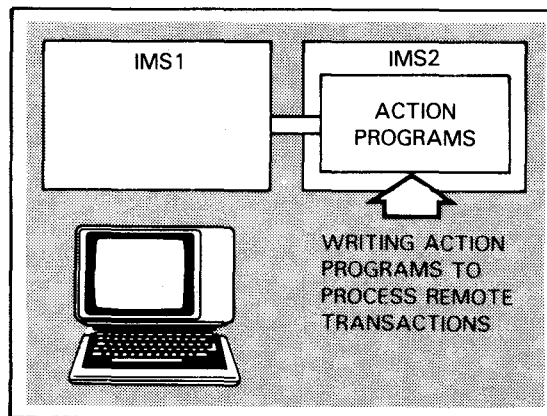 IMS1
IMS2
ACTION
PROGRAMS
WRITING ACTION
PROGRAMS TO
PROCESS REMOTE
TRANSACTIONS